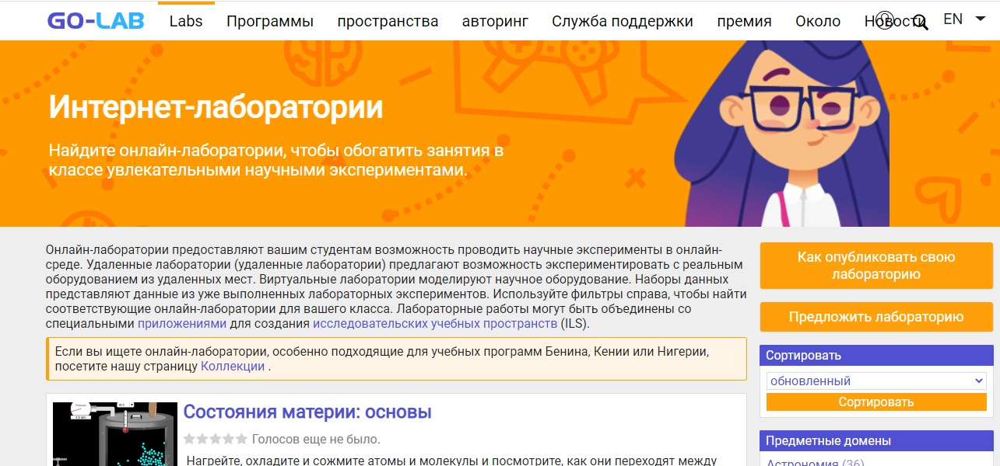 GO-LAB Labs Программы пространства авторинг Служба поддержки премия Около Новости EN
Интернет-лаборатории
Найдите онлайн-лаборатории, чтобы обогатить занятия в
классе увлекательными научными экспериментами.
Онлайн-лаборатории предоставляют вашим студентам возможность проводить научные эксперименты в онлайн-
среде. Удаленные лаборатории (удаленные лаборатории) предлагают возможность экспериментировать с реальным
оборудованием из удаленных мест. Виртуальные лаборатории моделируют научное оборудование. Наборы данных
представляют данные из уже выполненных лабораторных экспериментов. Используйте фильтры справа, чтобы найти
соответствующие онлайн-лаборатории для вашего класса. Лабораторные работы могут быть объединены со
специальными приложениями для создания исследовательских учебных пространств (ILS).
Если вы ищете онлайн-лаборатории, особенно подходящие для учебных программ Бенина, Кении или Нигерии,
посетите нашу страницу Коллекции .
Состояния материи: основы
Голосов еще не было.
Нагрейте, охладите и сожмите атомы и молекулы и посмотрите, как они переходят между
Как опубликовать свою
лабораторию
Предложить лабораторию
Сортировать
обновленный
Сортировать
Предметные домены
Астрономия (36)